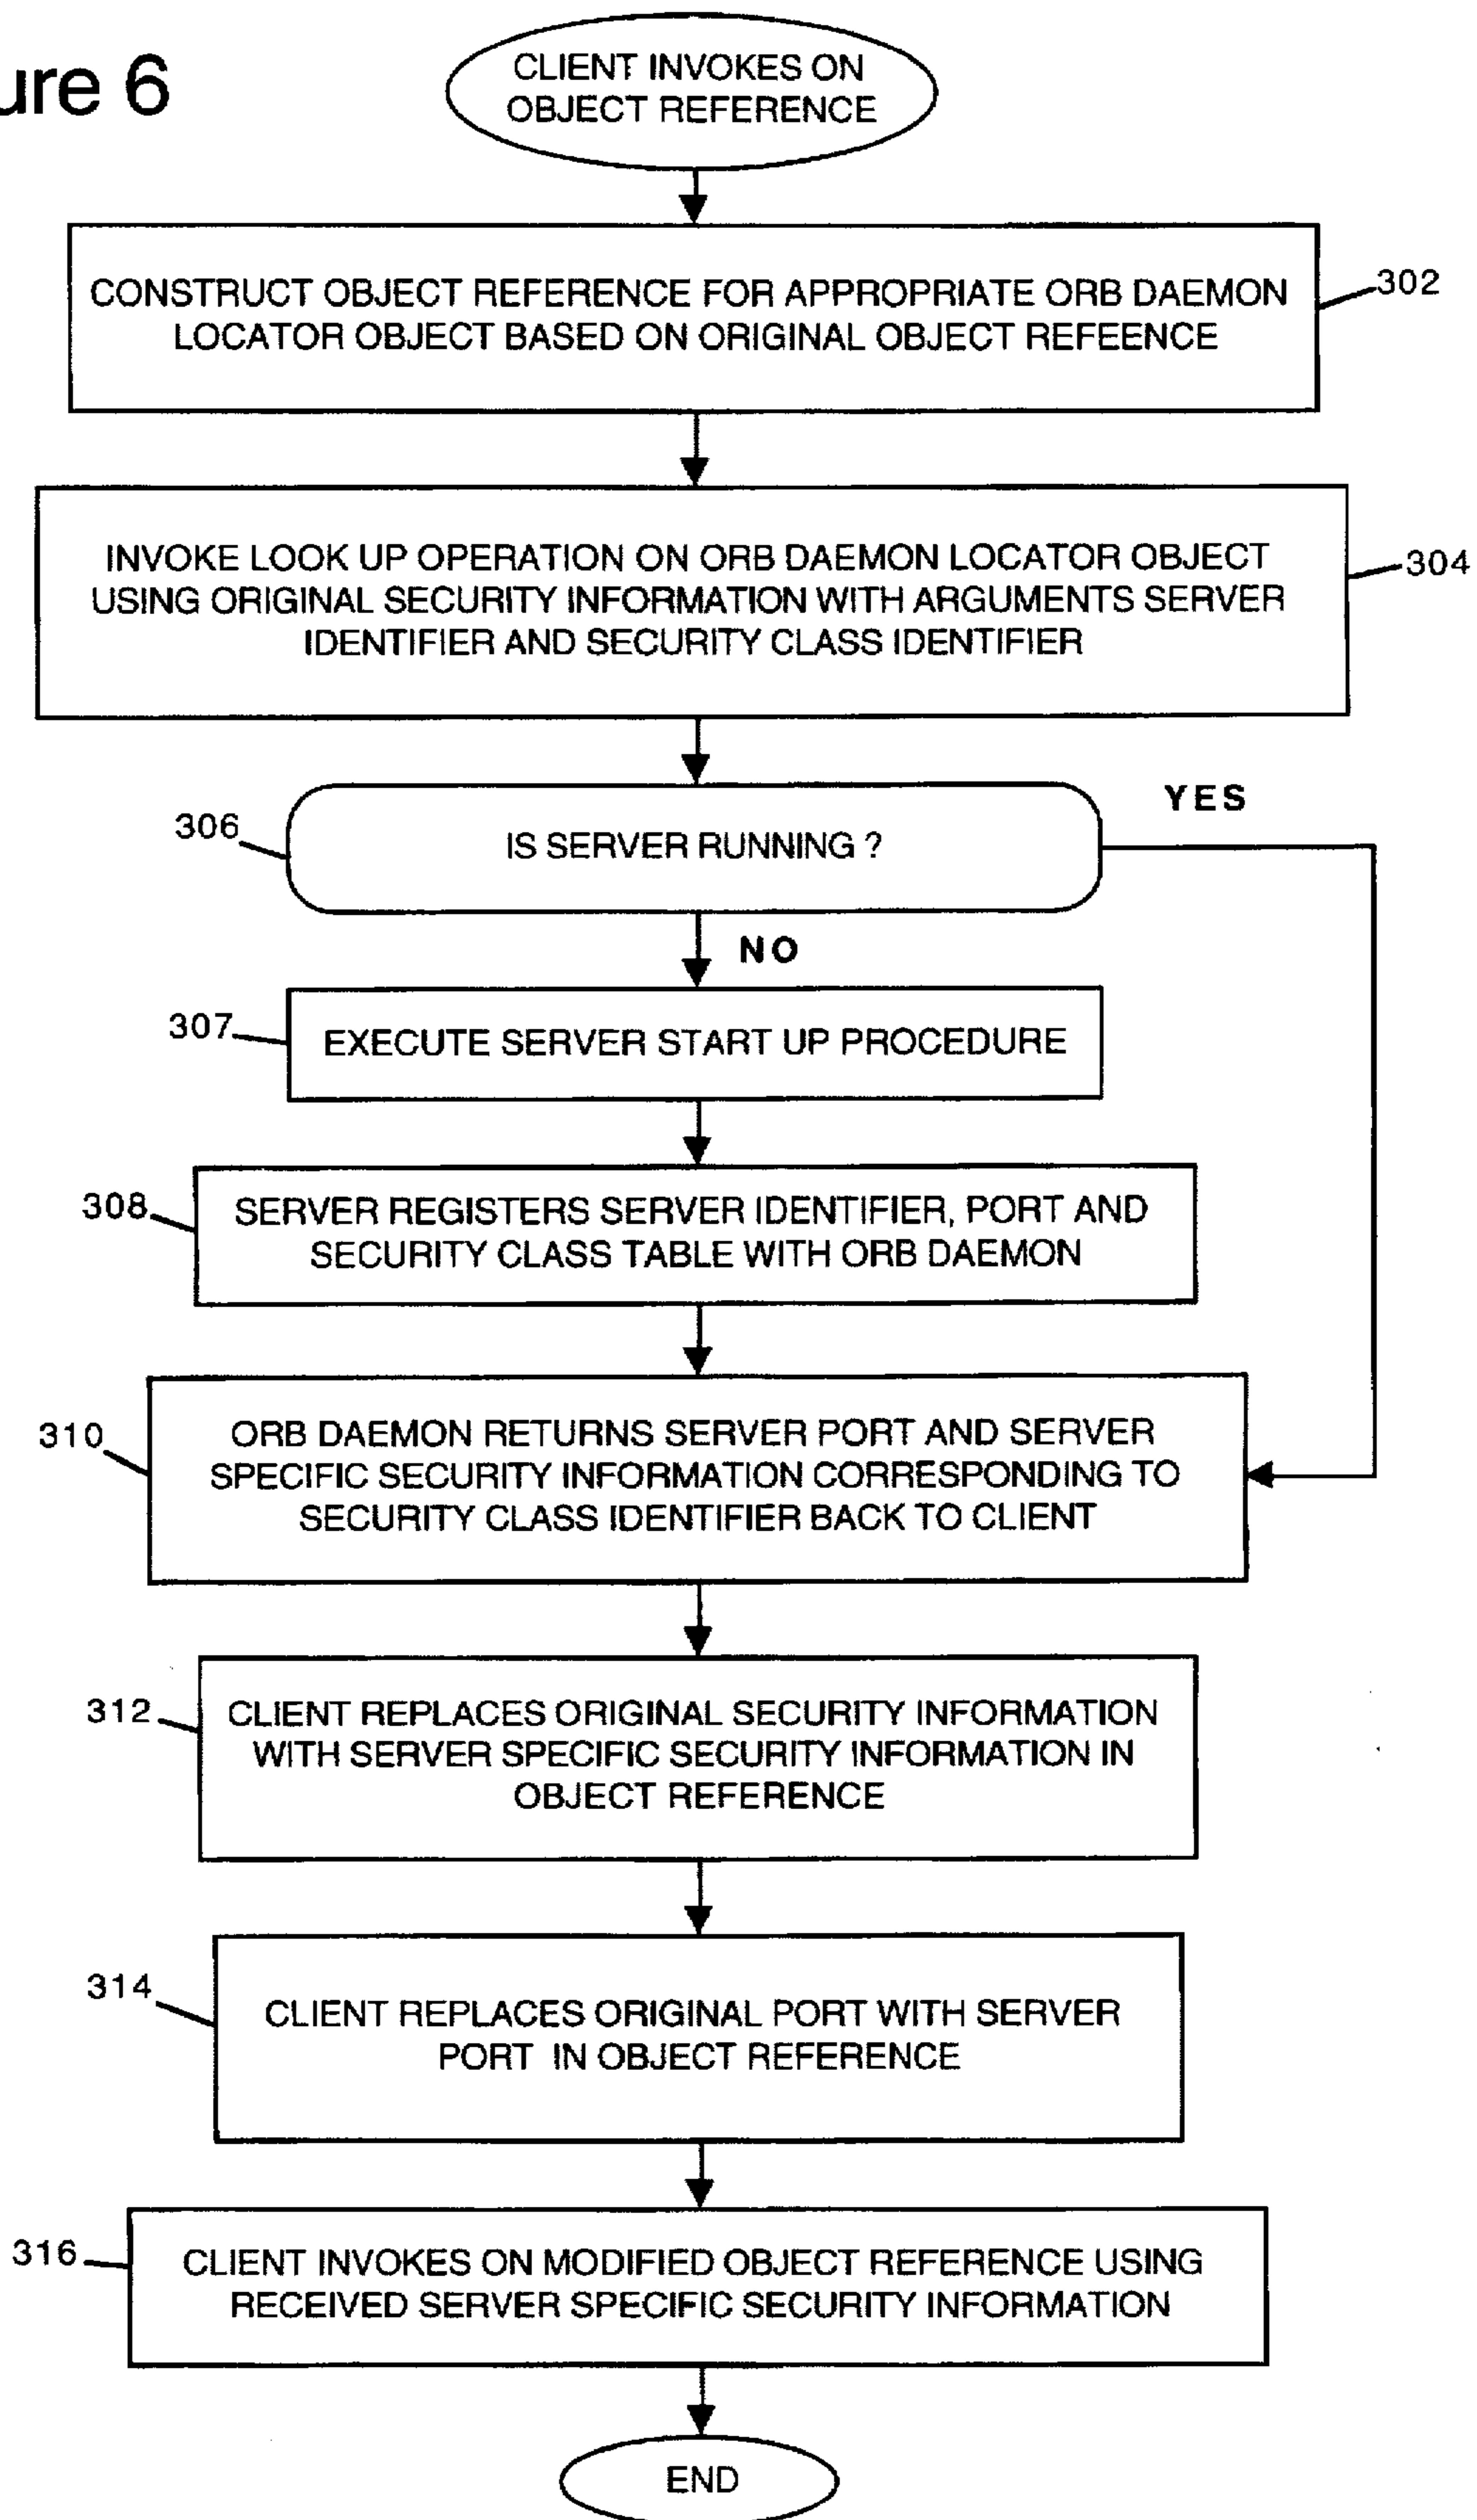 ure 6
CLIENT INVOKES ON
OBJECT REFERENCE
CONSTRUCT OBJECT REFERENCE FOR APPROPRIATE ORB DAEMON
LOCATOR OBJECT BASED ON ORIGINAL OBJECT REFEENCE
302
INVOKE LOOK UP OPERATION ON ORB DAEMON LOCATOR OBJECT
USING ORIGINAL SECURITY INFORMATION WITH ARGUMENTS SERVER
IDENTIFIER AND SECURITY CLASS IDENTIFIER
304
YES
306
IS SERVER RUNNING ?
NO
307
EXECUTE SERVER START UP PROCEDURE
308
SERVER REGISTERS SERVER IDENTIFIER, PORT AND
SECURITY CLASS TABLE WITH ORB DAEMON
310
ORB DAEMON RETURNS SERVER PORT AND SERVER
SPECIFIC SECURITY INFORMATION CORRESPONDING TO
SECURITY CLASS IDENTIFIER BACK TO CLIENT
312
CLIENT REPLACES ORIGINAL SECURITY INFORMATION
WITH SERVER SPECIFIC SECURITY INFORMATION IN
OBJECT REFERENCE
314
CLIENT REPLACES ORIGINAL PORT WITH SERVER
PORT IN OBJECT REFERENCE
316
CLIENT INVOKES ON MODIFIED OBJECT REFERENCE USING
RECEIVED SERVER SPECIFIC SECURITY INFORMATION
END